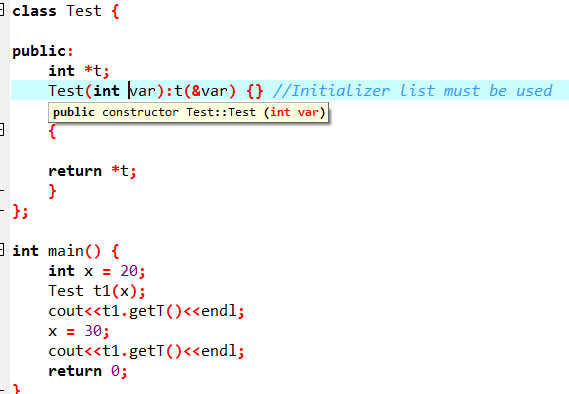 class Test {
public:
int *t;
Test(int var):t(&var) {} //Initializer list must be used
public constructor Test::Test (int var)
{
return *t;
}
};
int main() {
int x = 20;
Test t1(x);
cout<<t1.getT()<<endl;
x = 30;
cout<<t1.getT()<<endl;
return 0;
}